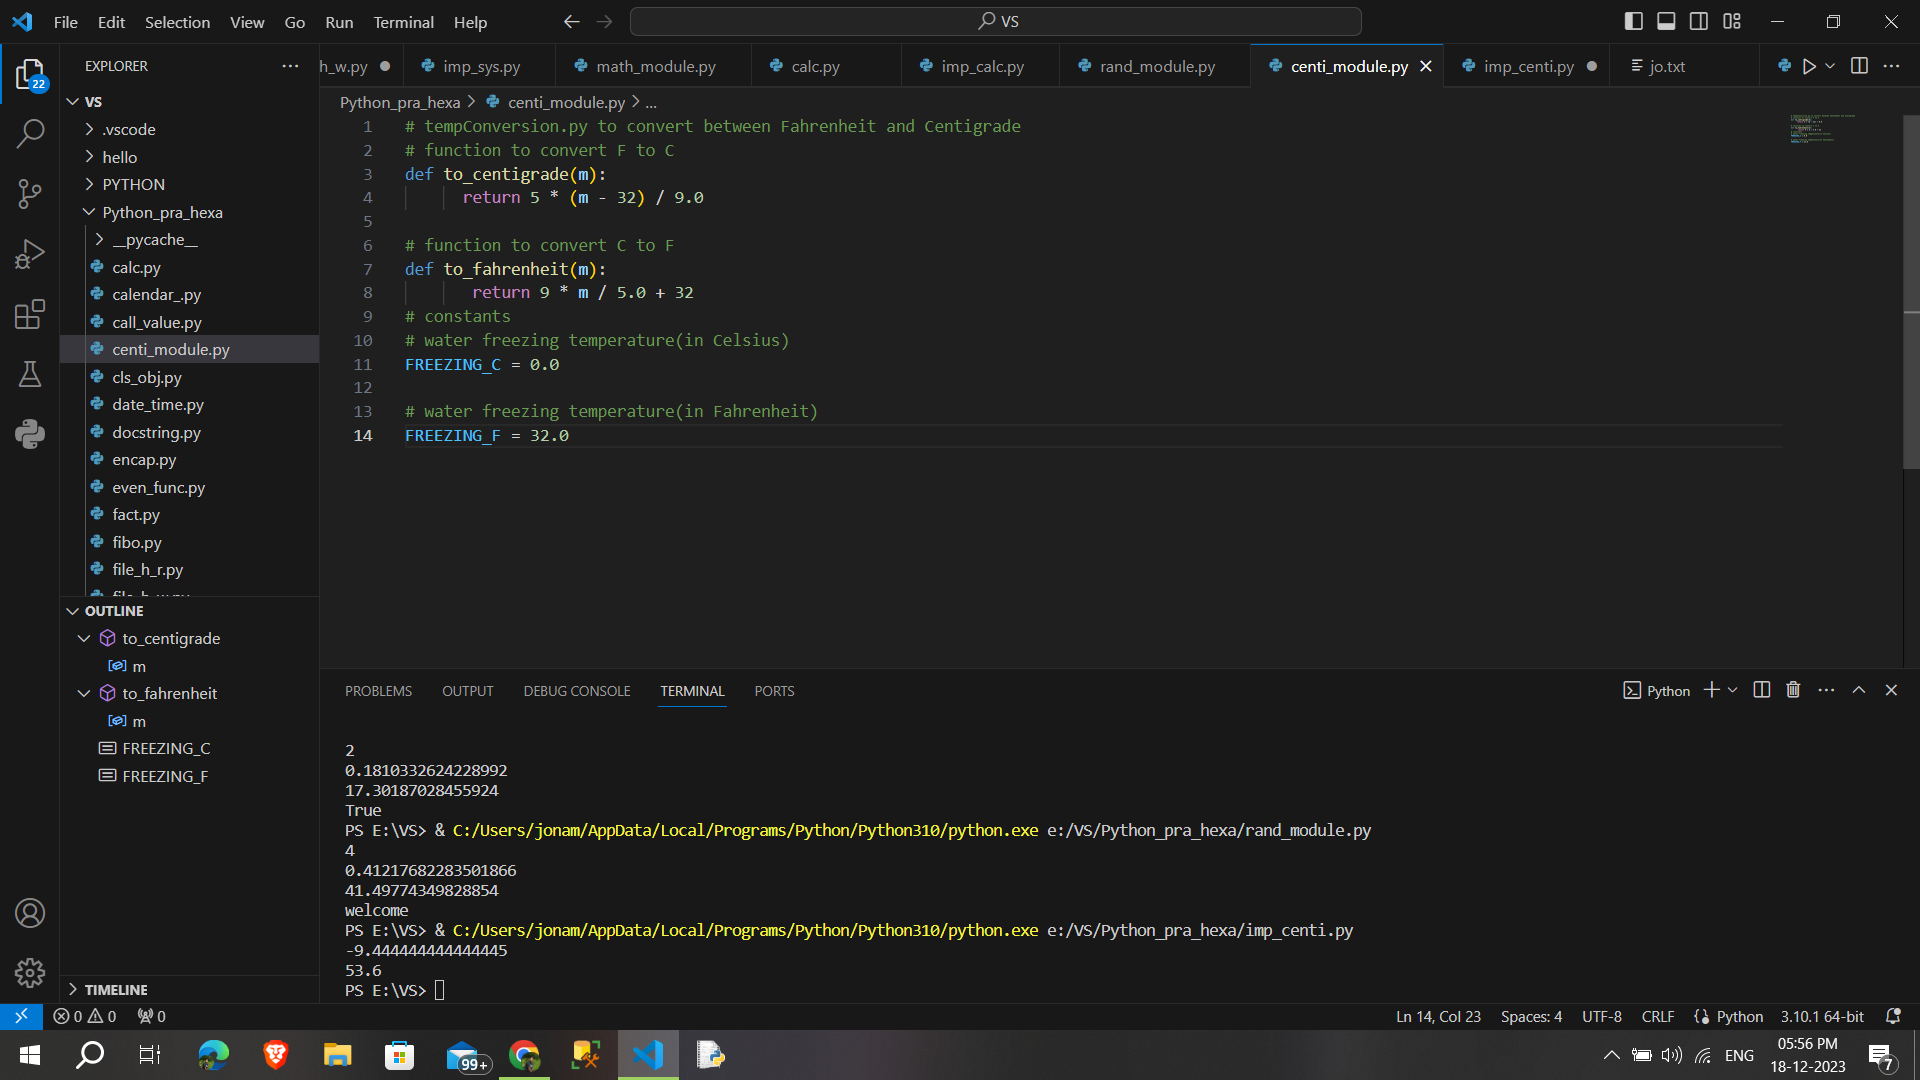 File Edit Selection View Go Run Terminal Help
VS
EXPLORER
h_w.py
imp_sys.py
math_module.py
calc.py
imp_calc.py
rand_module.py
centi_module.py
imp_centi.py
jo.txt
22
VS
.vscode
hello
PYTHON
Python_pra_hexa
__pycache__
calc.py
calendar_.py
call_value.py
centi_module.py
cls_obj.py
date_time.py
docstring.py
encap.py
even_func.py
fact.py
fibo.py
file_h_r.py
OUTLINE
to_centigrade
m
to_fahrenheit
m
FREEZING_C
FREEZING_F
TIMELINE
Python_pra_hexa > centi_module.py > ...
1 # tempConversion.py to convert between Fahrenheit and Centigrade
2 # function to convert F to C
3 def to_centigrade(m):
4 return 5 * (m - 32) / 9.0
5
6 # function to convert C to F
7 def to_fahrenheit(m):
8 return 9 * m / 5.0 + 32
9 # constants
10 # water freezing temperature(in Celsius)
11 FREEZING_C = 0.0
12
13 # water freezing temperature(in Fahrenheit)
14 FREEZING_F = 32.0
PROBLEMS OUTPUT DEBUG CONSOLE TERMINAL PORTS
Python
2
0.1810332624228992
17.30187028455924
True
PS E:\VS> & C:/Users/jonam/AppData/Local/Programs/Python/Python310/python.exe e:/VS/Python_pra_hexa/rand_module.py
4
0.41217682283501866
41.49774349828854
welcome
PS E:\VS> & C:/Users/jonam/AppData/Local/Programs/Python/Python310/python.exe e:/VS/Python_pra_hexa/imp_centi.py
-9.444444444444445
53.6
PS E:\VS>
0 0 0
Ln 14, Col 23 Spaces: 4 UTF-8 CRLF Python 3.10.1 64-bit
99+
ENG
05:56 PM
18-12-2023
7